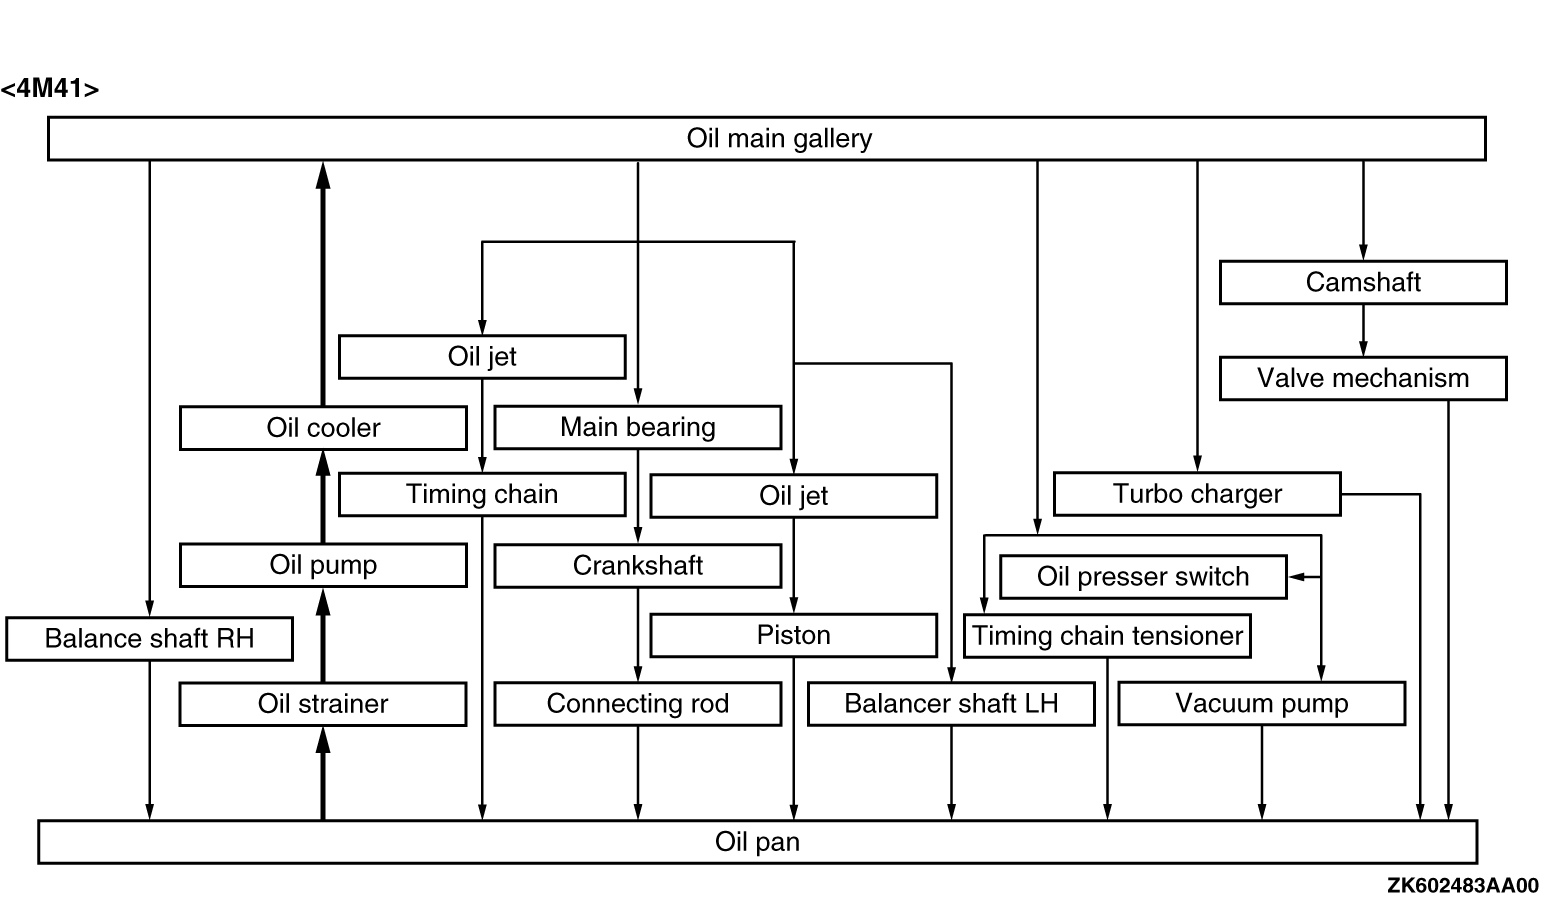 <4M41>
Oil main gallery
Camshaft
Oil jet
Valve mechanism
Oil cooler
Main bearing
Timing chain
Oil jet
Turbo charger
Oil pump
Crankshaft
Oil presser switch
Balance shaft RH
Piston
Timing chain tensioner
Oil strainer
Connecting rod
Balancer shaft LH
Vacuum pump
Oil pan
ZK602483AA00